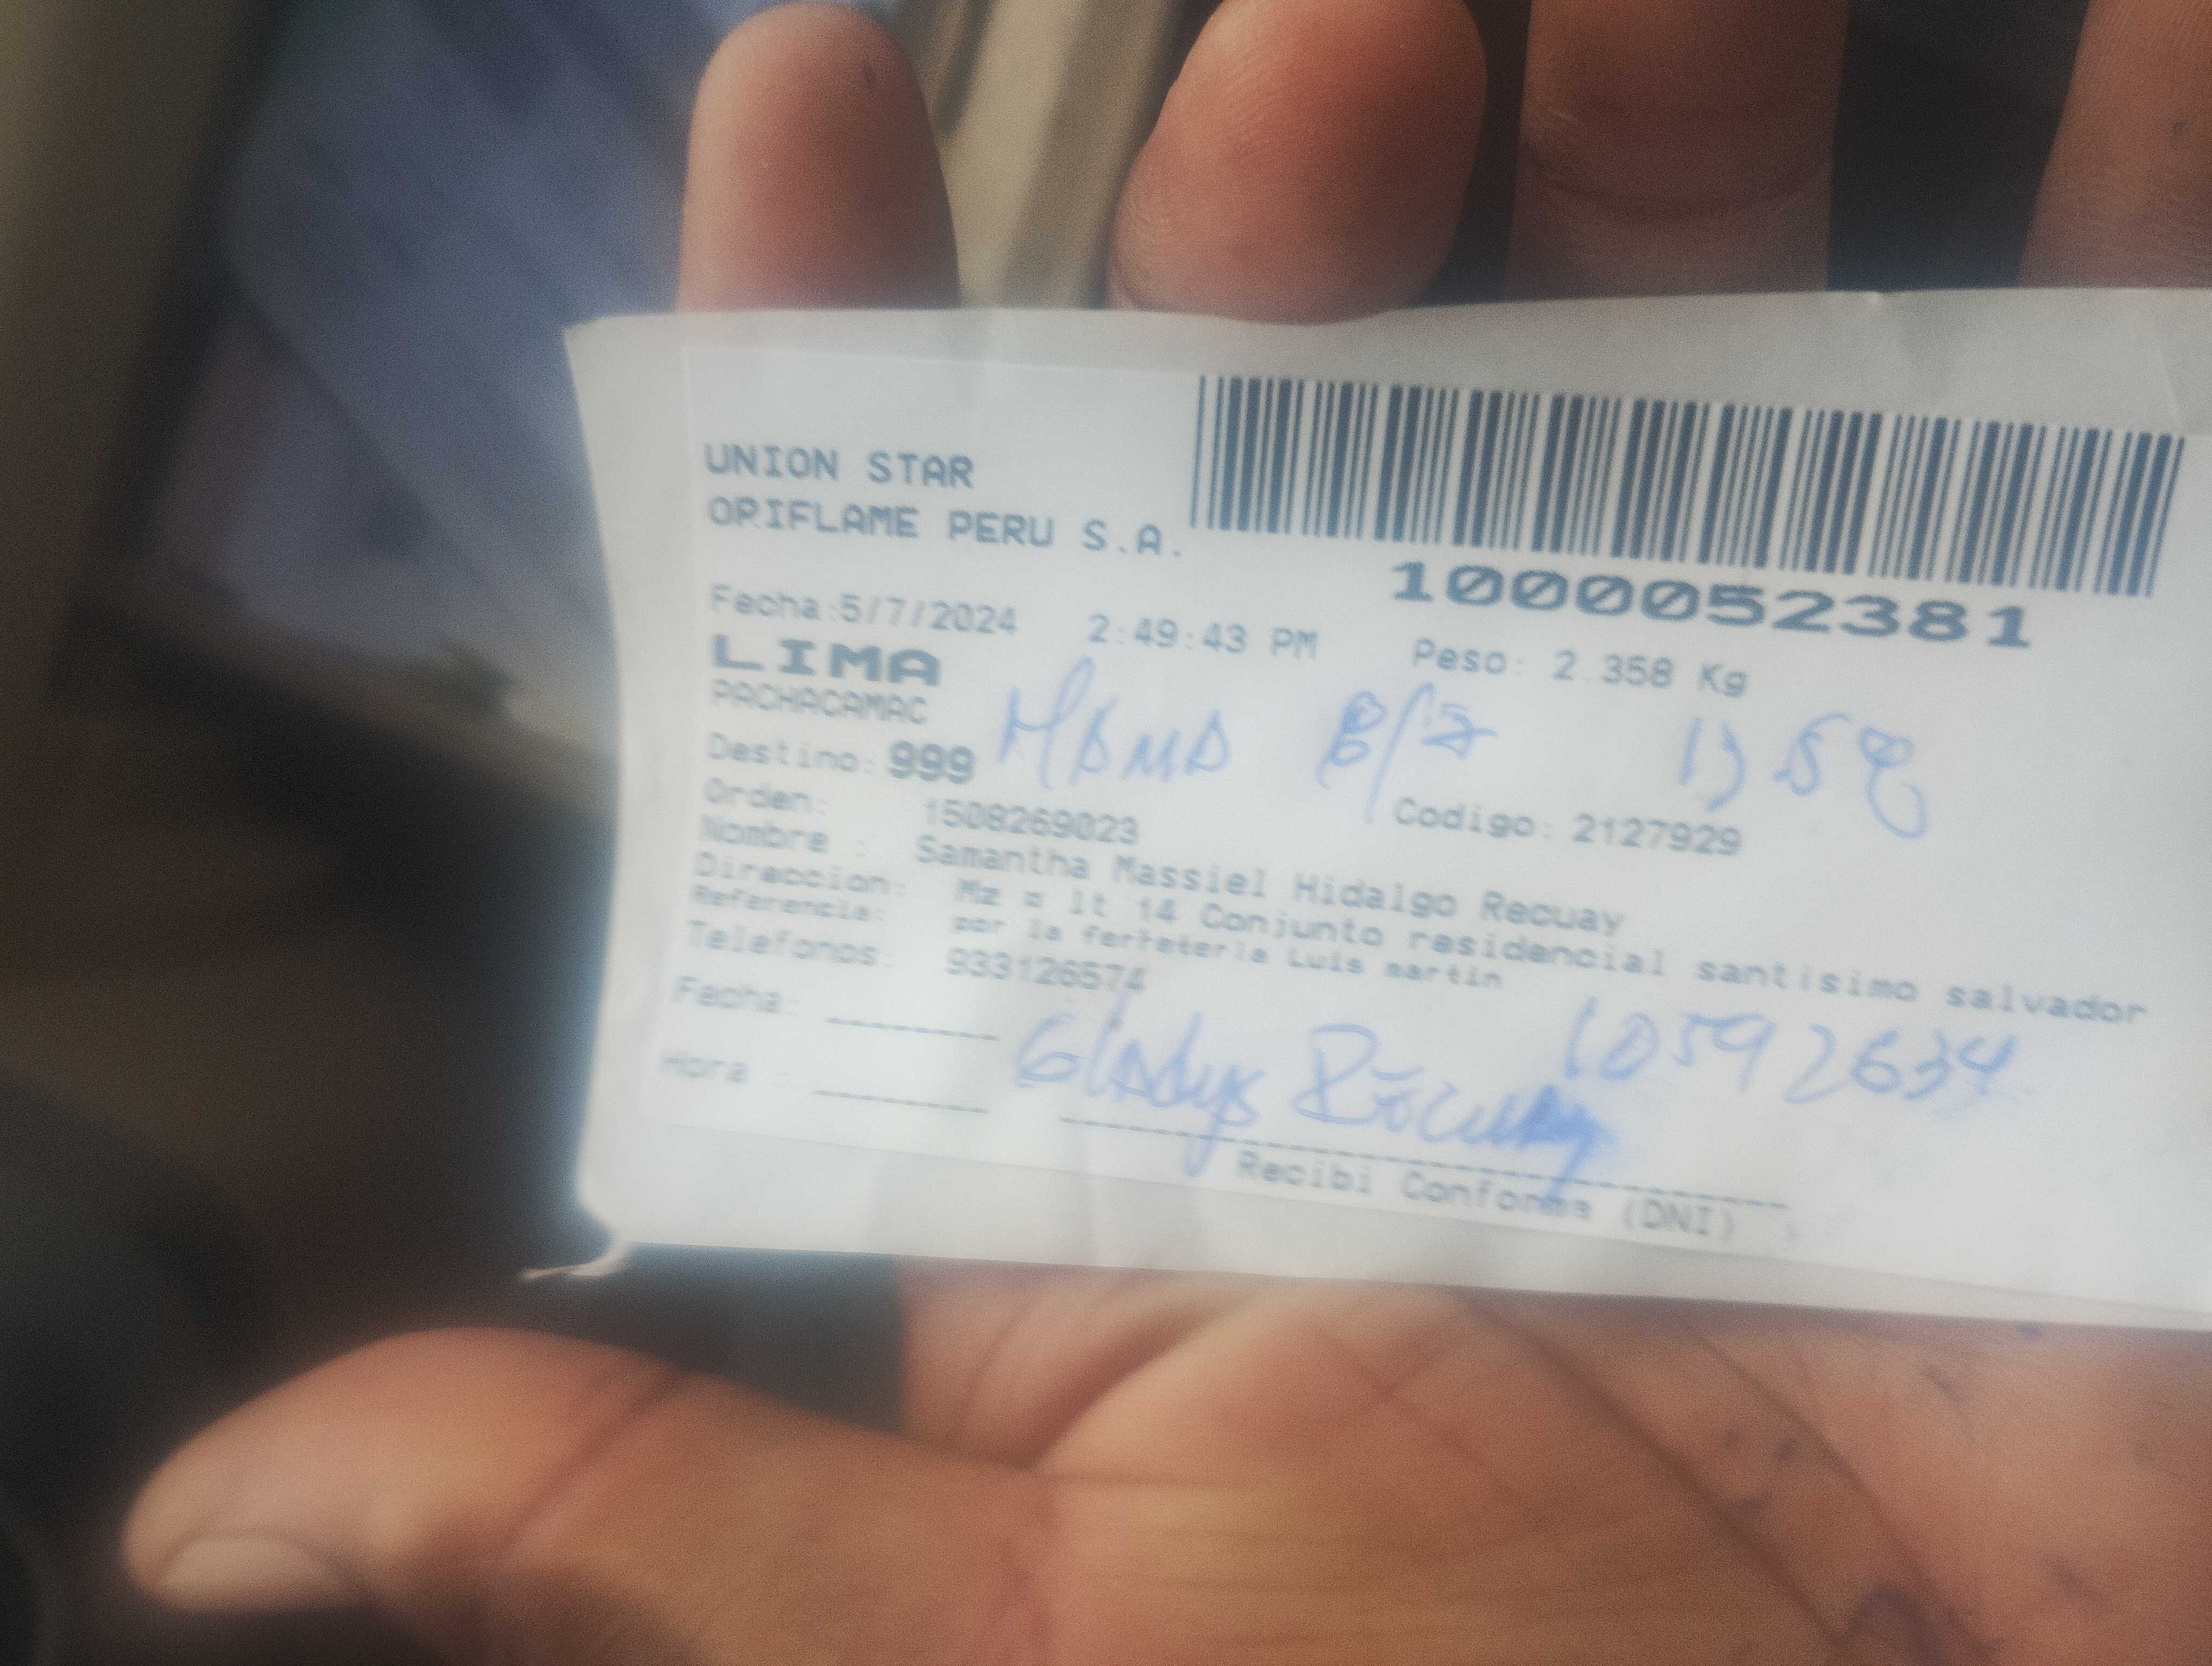 UNION STAR
ORIFLAME PERU S.A.
1000052381
Fecha:5/7/2024 2:49:43 PM Peso: 2.358 Kg
LIMA
PACHACAMAC
Destino: 999
Orden: 1508269023 Codigo: 2127929
Nombre : Samantha Massiel Hidalgo Recuay
Direccion: Mz lt 14 Conjunto residencial santisimo salvador
Referencia: por la ferreteria Luis martin
Telefonos: 933126574
Fecha:
10592634
Gladys Recuay
Hora :
Recibi Conforme (DNI)